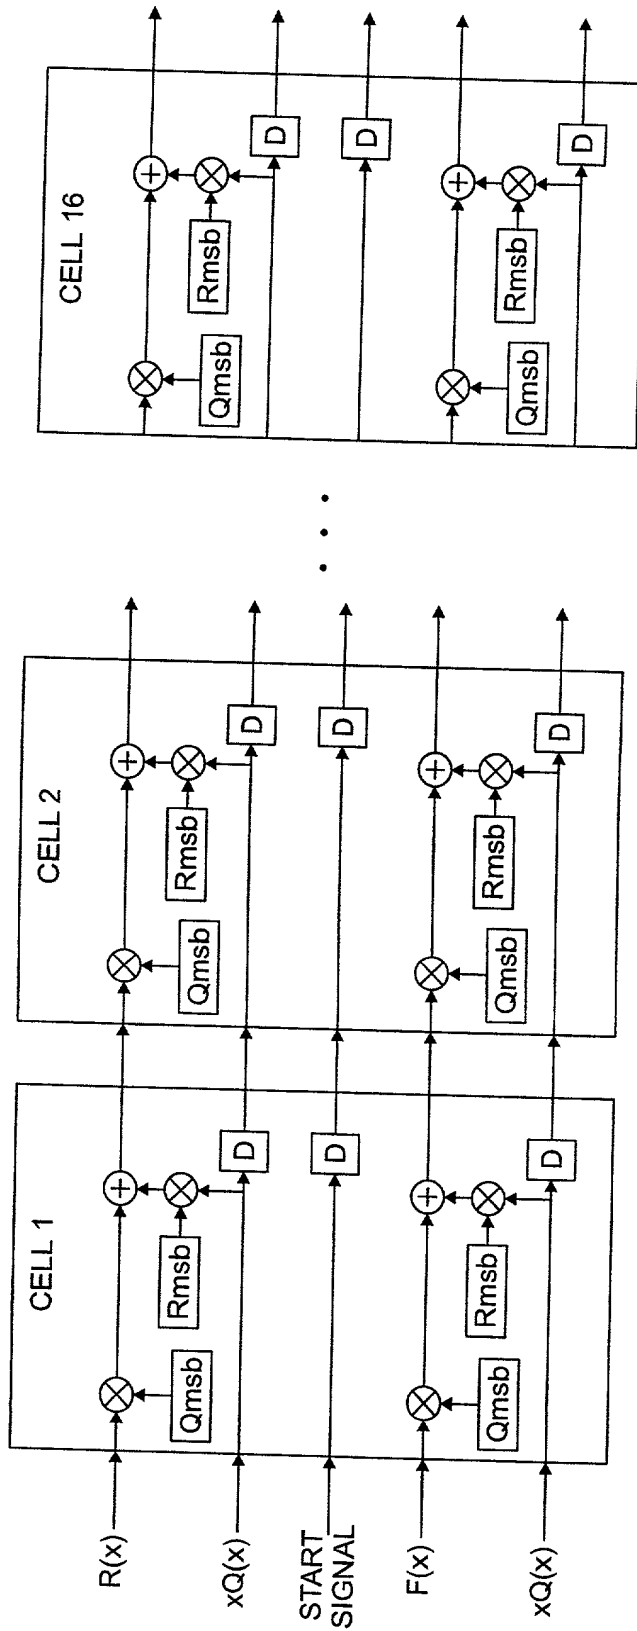 CELL 1
CELL 2
CELL 16
R(x)
Qmsb
Rmsb
D
Qmsb
Rmsb
D
Qmsb
Rmsb
D
xQ(x)
START
SIGNAL
D
D
D
F(x)
Qmsb
Rmsb
D
Qmsb
Rmsb
D
Qmsb
Rmsb
D
xQ(x)